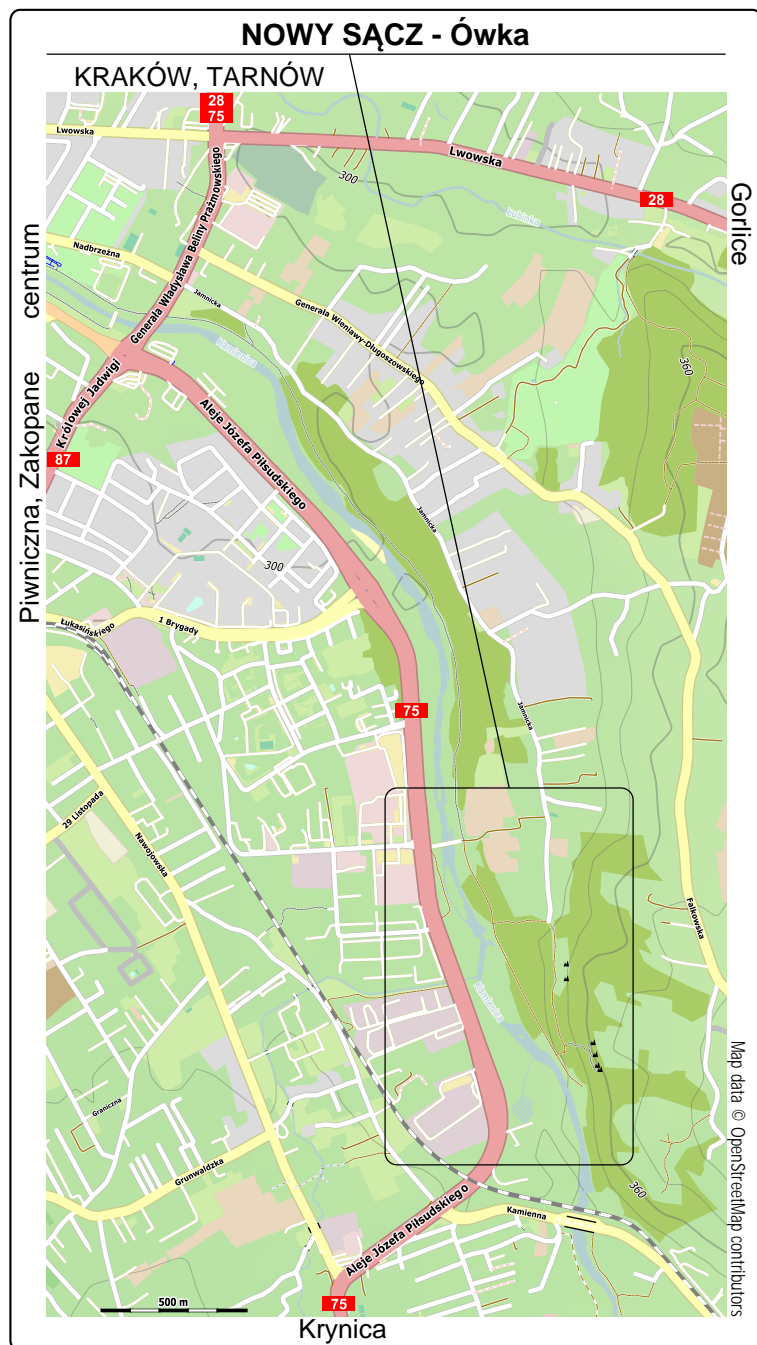 NOWY SĄCZ - Ówka
KRAKÓW, TARNÓW
28
75
Lwowska
Lwowska
28
300
Łubinka
Gorlice
Generała Władysława Beliny Prażmowskiego
Nadbrzeżna
centrum
Jamnicka
Generała Wieniawy-Długoszowskiego
Kamienica
360
Królowej Jadwigi
Aleje Józefa Piłsudskiego
87
Piwniczna, Zakopane
Jamnicka
300
1 Brygady
Łukasińskiego
75
Jamnicka
29 Listopada
Nawojowska
Falkowska
Kamienica
Graniczna
Grunwaldzka
Aleje Józefa Piłsudskiego
Kamienna
360
500 m
75
Krynica
Map data © OpenStreetMap contributors